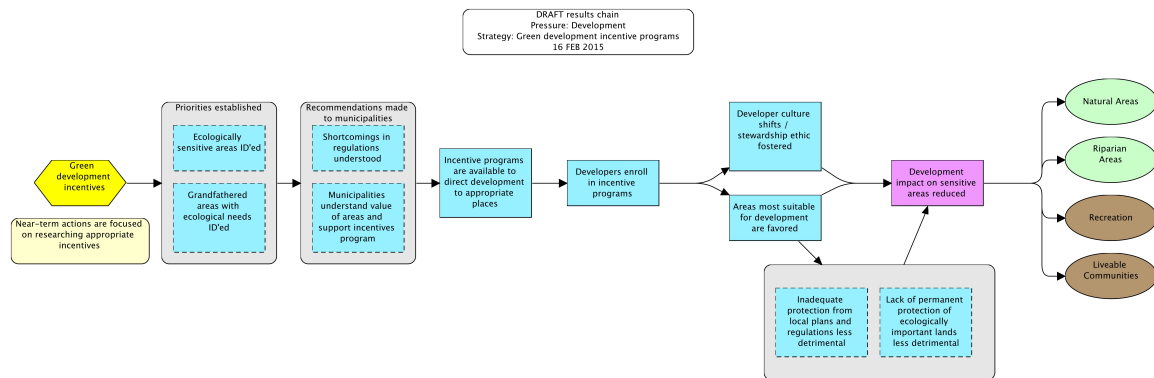 DRAFT results chain
Pressure: Development
Strategy: Green development incentive programs
16 FEB 2015
Green
development
incentives
Near-term actions are focused
on researching appropriate
incentives
Priorities established
Ecologically
sensitive areas ID'ed
Grandfathered
areas with
ecological needs
ID'ed
Recommendations made
to municipalities
Shortcomings in
regulations
understood
Municipalities
understand value
of areas and
support incentives
program
Incentive programs
are available to
direct development
to appropriate
places
Developers enroll
in incentive
programs
Developer culture
shifts /
stewardship ethic
fostered
Areas most suitable
for development
are favored
Inadequate
protection from
local plans and
regulations less
detrimental
Lack of permanent
protection of
ecologically
important lands
less detrimental
Development
impact on sensitive
areas reduced
Natural Areas
Riparian
Areas
Recreation
Liveable
Communities